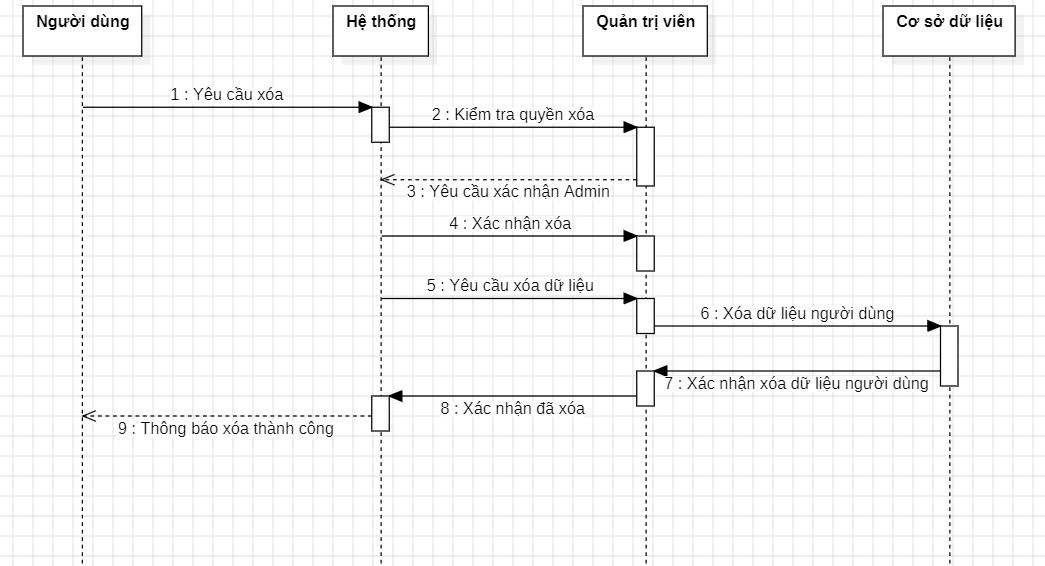 Người dùng
Hệ thống
Quản trị viên
Cơ sở dữ liệu
1 : Yêu cầu xóa
2 : Kiểm tra quyền xóa
3 : Yêu cầu xác nhận Admin
4 : Xác nhận xóa
5 : Yêu cầu xóa dữ liệu
6 : Xóa dữ liệu người dùng
7 : Xác nhận xóa dữ liệu người dùng
8 : Xác nhận đã xóa
9 : Thông báo xóa thành công